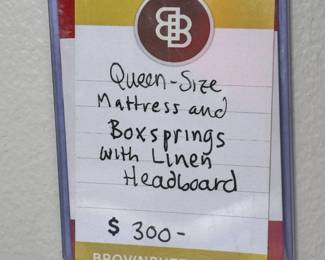 Queen-Size
Mattress and
Boxsprings
with Linen
Headboard
$ 300-